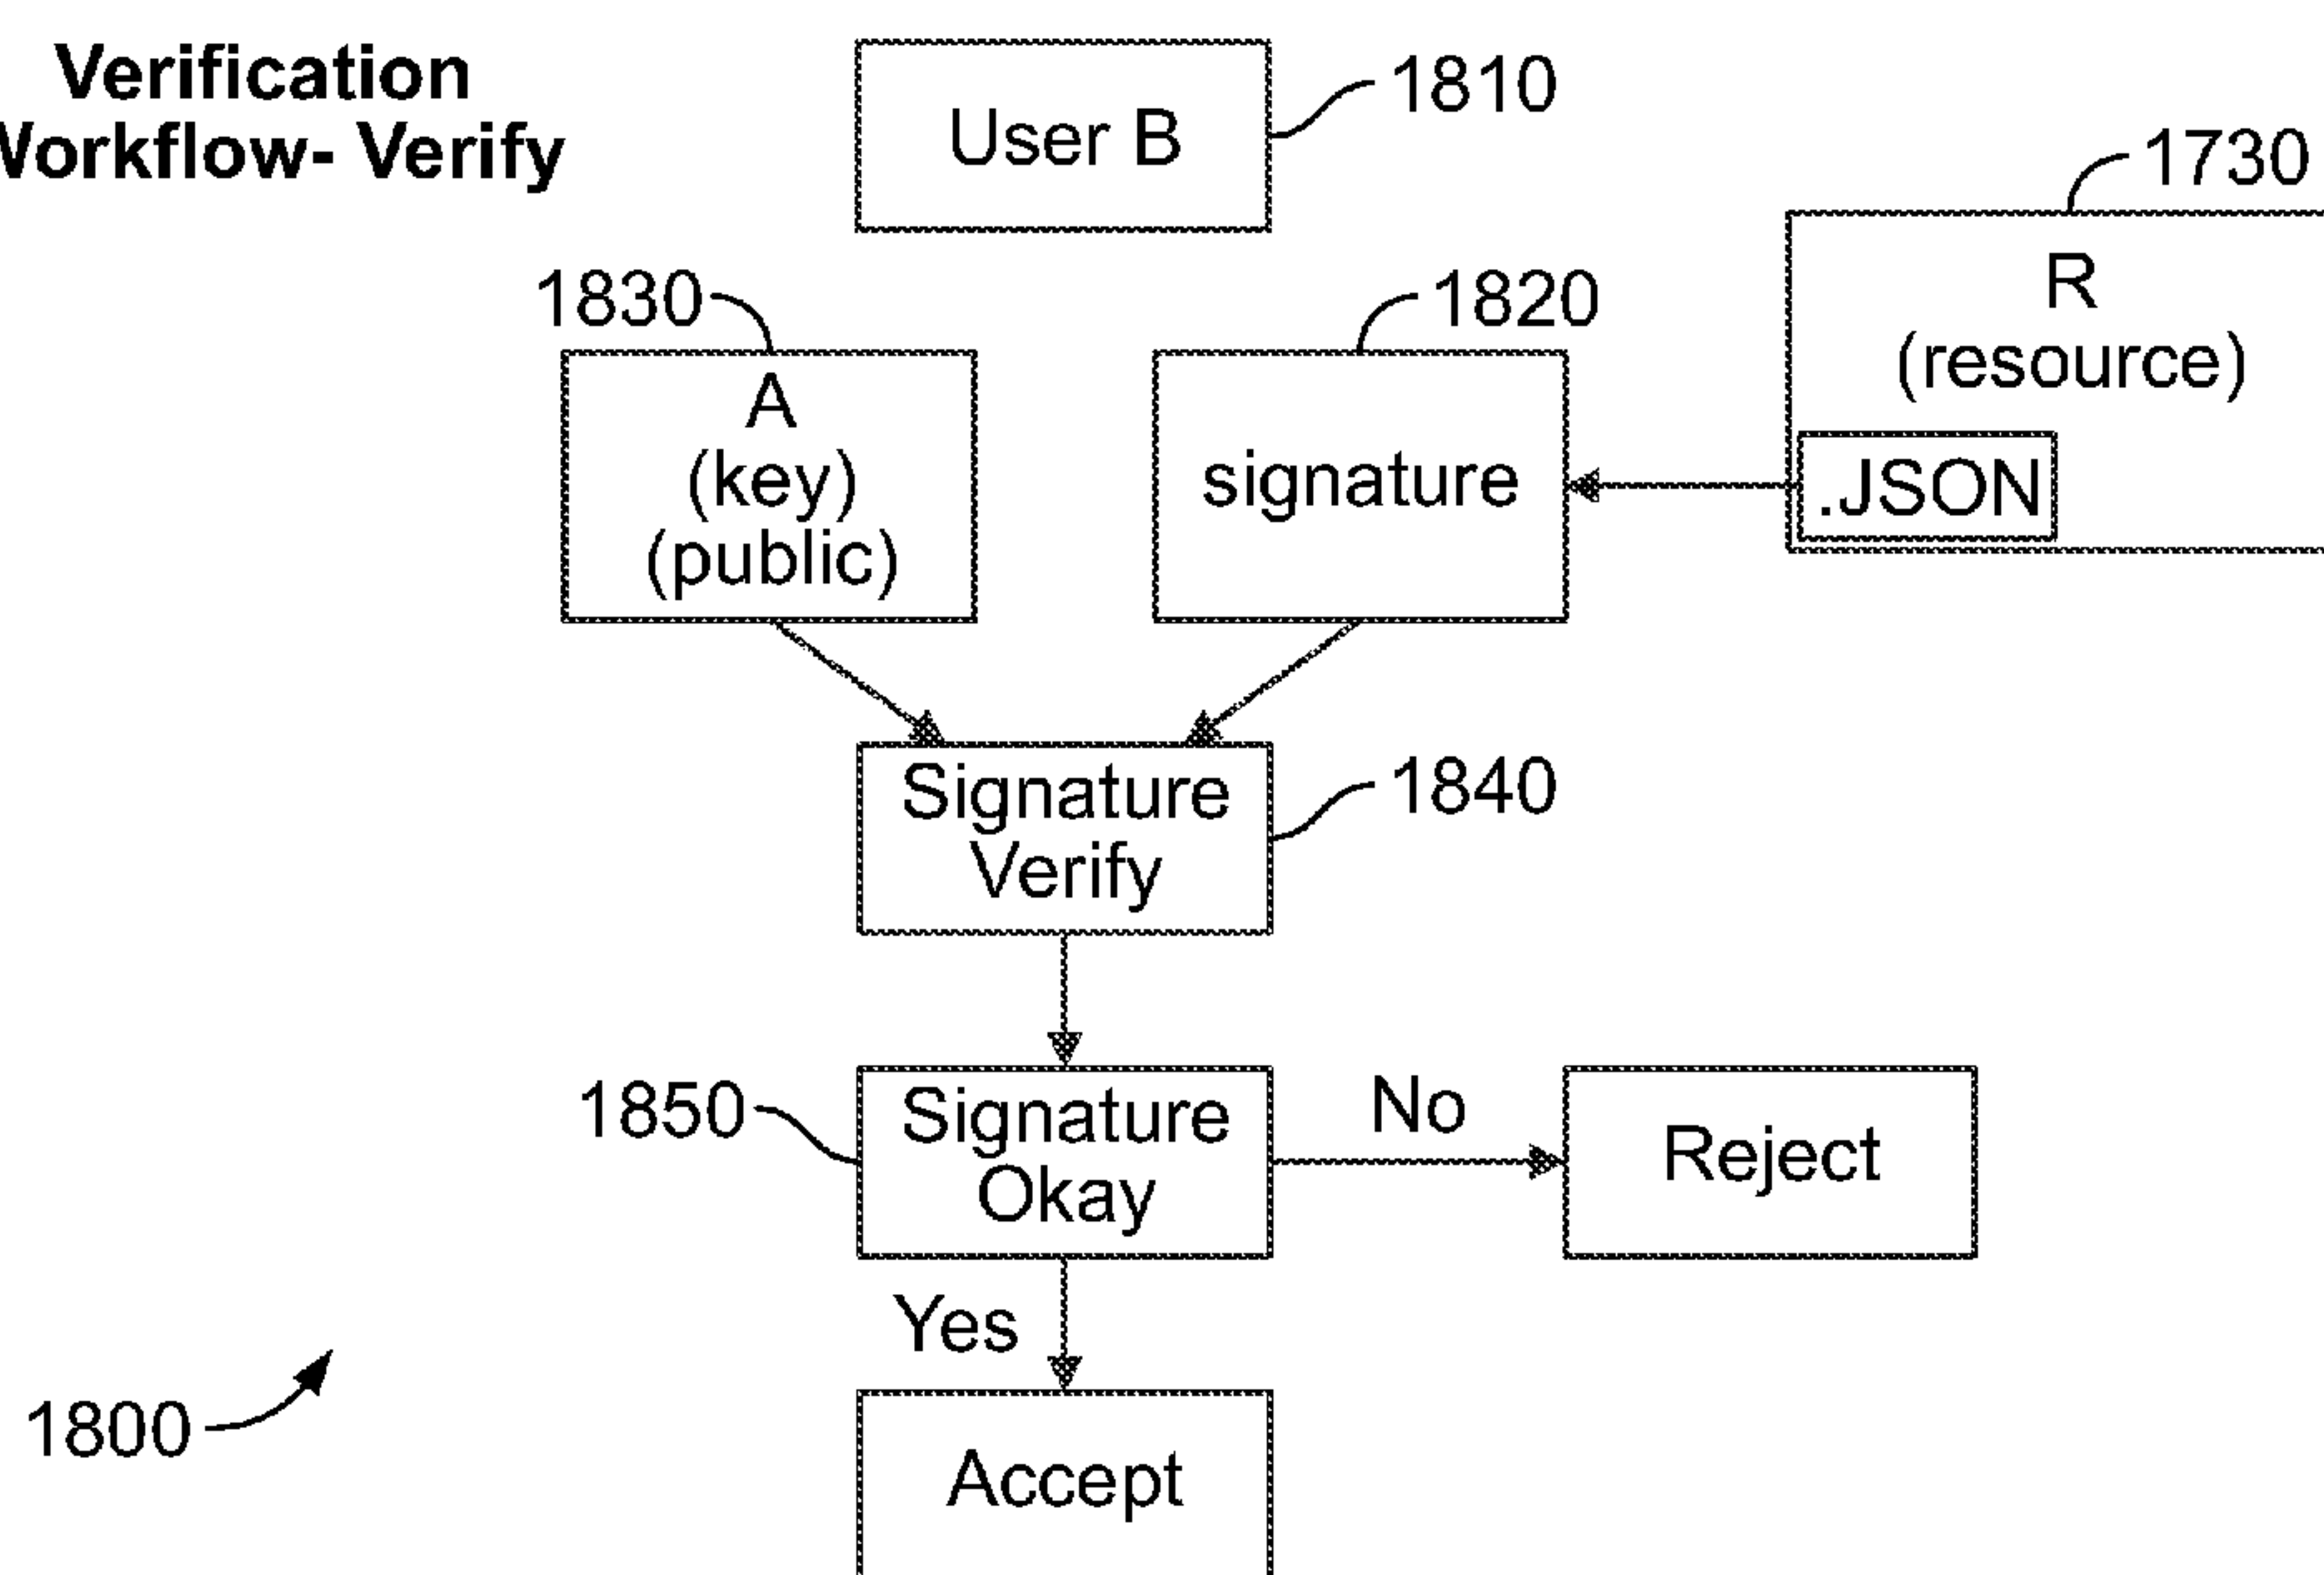 Verification
Workflow- Verify
User B
1810
1730
R
(resource)
.JSON
1830
1820
A
(key)
(public)
signature
Signature
Verify
1840
1850
Signature
Okay
No
Reject
Yes
Accept
1800